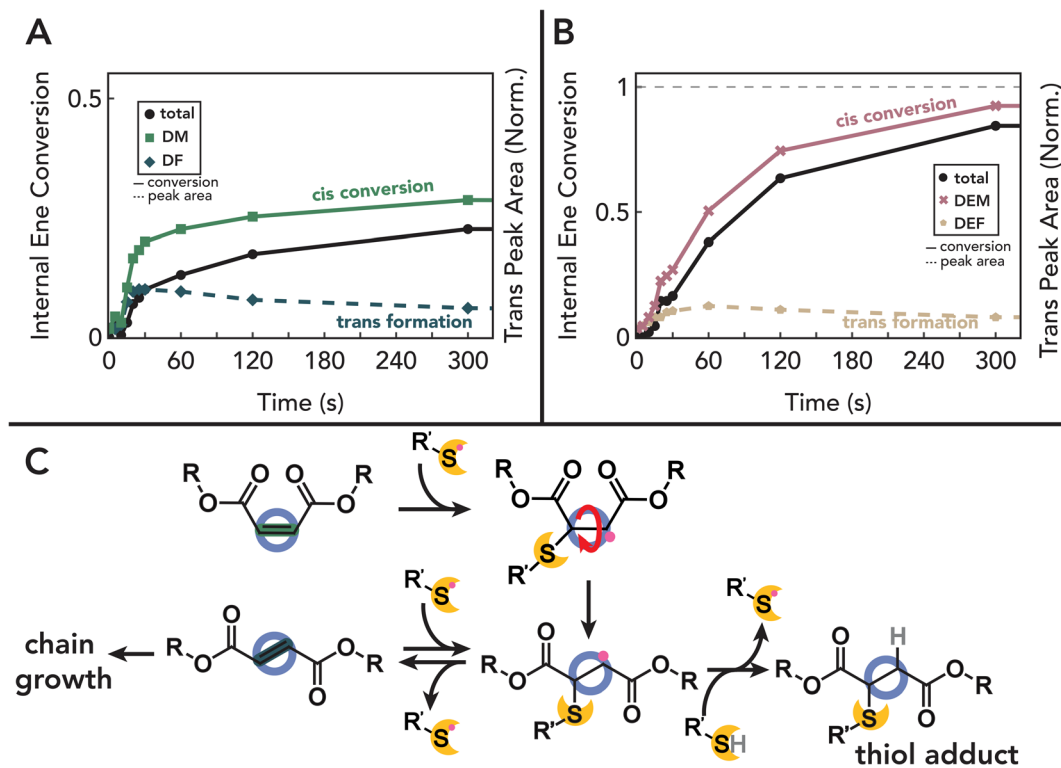 A
Internal Ene Conversion
0.5
0
total
DM
DF
conversion
peak area
cis conversion
trans formation
0 60 120 180 240 300
Time (s)
Trans Peak Area (Norm.)
B
Internal Ene Conversion
1
0.5
0
cis conversion
total
DEM
DEF
conversion
peak area
trans formation
0 60 120 180 240 300
Time (s)
Trans Peak Area (Norm.)
C
R O O O O R
R' S
R O O O O R
S R'
R' S
R' S
chain growth
R O O O O R
R' S
R O O O O R
R' S
R' SH
H
R O O O O R
R' S
thiol adduct